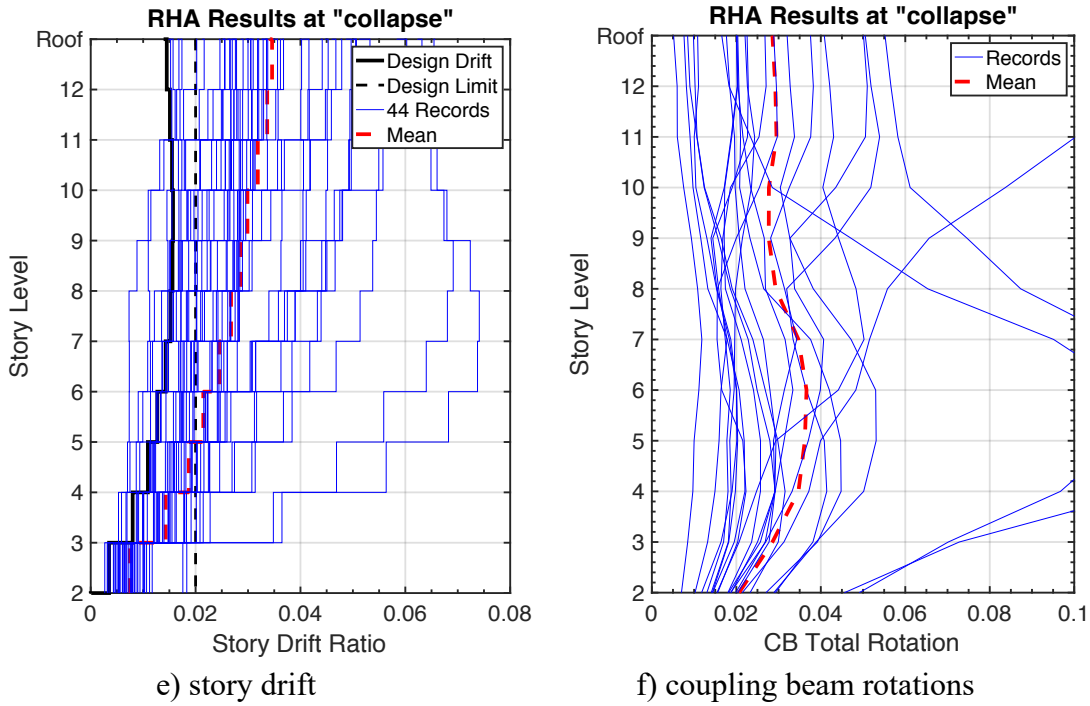 RHA Results at "collapse"
Roof
12
11
10
9
8
7
6
5
4
3
2
Story Level
0
0.02
0.04
0.06
0.08
Story Drift Ratio
Design Drift
Design Limit
44 Records
Mean
e) story drift
RHA Results at "collapse"
Roof
12
11
10
9
8
7
6
5
4
3
2
Story Level
0
0.02
0.04
0.06
0.08
0.1
CB Total Rotation
Records
Mean
f) coupling beam rotations